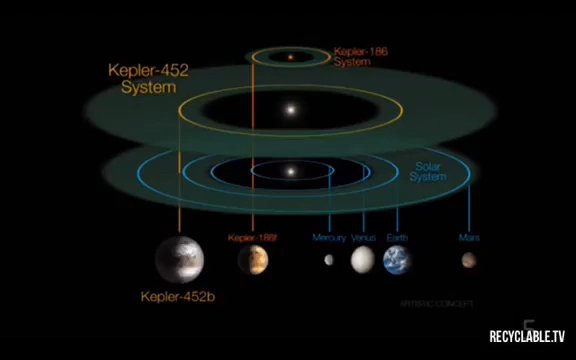 Kepler-186
System
Kepler-452
System
Solar
System
Kepler-186f
Mercury
Venus
Earth
Mars
Kepler-452b
ARTISTIC CONCEPT
RECYCLABLE.TV